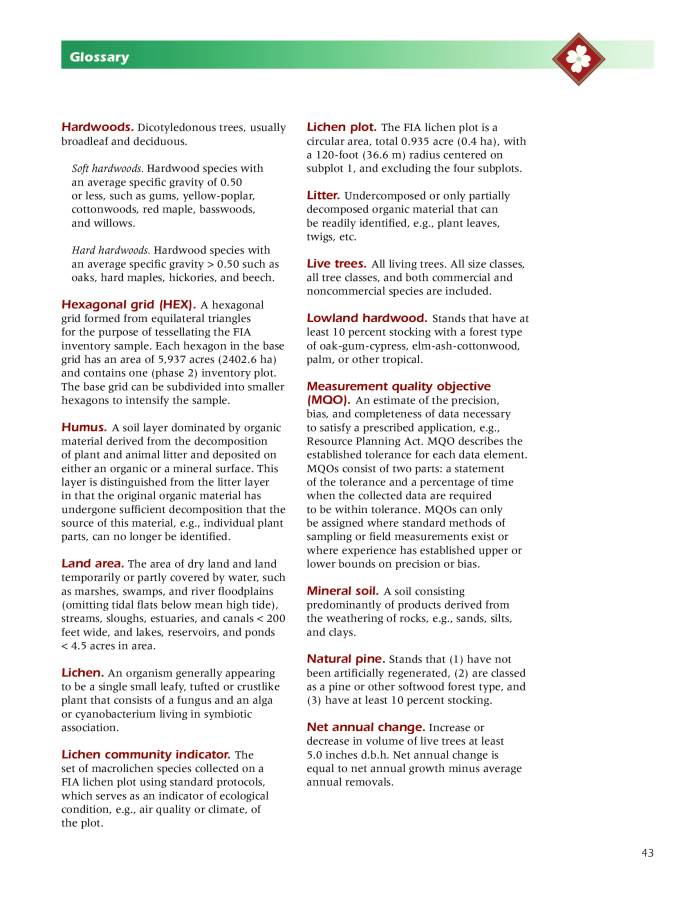 Glossary
Hardwoods. Dicotyledonous trees, usually
broadleaf and deciduous.
Soft hardwoods. Hardwood species with
an average specific gravity of 0.50
or less, such as gums, yellow-poplar,
cottonwoods, red maple, basswoods,
and willows.
Hard hardwoods. Hardwood species with
an average specific gravity > 0.50 such as
oaks, hard maples, hickories, and beech.
Hexagonal grid (HEX). A hexagonal
grid formed from equilateral triangles
for the purpose of tessellating the FIA
inventory sample. Each hexagon in the base
grid has an area of 5,937 acres (2402.6 ha)
and contains one (phase 2) inventory plot.
The base grid can be subdivided into smaller
hexagons to intensify the sample.
Humus. A soil layer dominated by organic
material derived from the decomposition
of plant and animal litter and deposited on
either an organic or a mineral surface. This
layer is distinguished from the litter layer
in that the original organic material has
undergone sufficient decomposition that the
source of this material, e.g., individual plant
parts, can no longer be identified.
Land area. The area of dry land and land
temporarily or partly covered by water, such
as marshes, swamps, and river floodplains
(omitting tidal flats below mean high tide),
streams, sloughs, estuaries, and canals < 200
feet wide, and lakes, reservoirs, and ponds
< 4.5 acres in area.
Lichen. An organism generally appearing
to be a single small leafy, tufted or crustlike
plant that consists of a fungus and an alga
or cyanobacterium living in symbiotic
association.
Lichen community indicator. The
set of macrolichen species collected on a
FIA lichen plot using standard protocols,
which serves as an indicator of ecological
condition, e.g., air quality or climate, of
the plot.
Lichen plot. The FIA lichen plot is a
circular area, total 0.935 acre (0.4 ha), with
a 120-foot (36.6 m) radius centered on
subplot 1, and excluding the four subplots.
Litter. Undercomposed or only partially
decomposed organic material that can
be readily identified, e.g., plant leaves,
twigs, etc.
Live trees. All living trees. All size classes,
all tree classes, and both commercial and
noncommercial species are included.
Lowland hardwood. Stands that have at
least 10 percent stocking with a forest type
of oak-gum-cypress, elm-ash-cottonwood,
palm, or other tropical.
Measurement quality objective
(MQO). An estimate of the precision,
bias, and completeness of data necessary
to satisfy a prescribed application, e.g.,
Resource Planning Act. MQO describes the
established tolerance for each data element.
MQOs consist of two parts: a statement
of the tolerance and a percentage of time
when the collected data are required
to be within tolerance. MQOs can only
be assigned where standard methods of
sampling or field measurements exist or
where experience has established upper or
lower bounds on precision or bias.
Mineral soil. A soil consisting
predominantly of products derived from
the weathering of rocks, e.g., sands, silts,
and clays.
Natural pine. Stands that (1) have not
been artificially regenerated, (2) are classed
as a pine or other softwood forest type, and
(3) have at least 10 percent stocking.
Net annual change. Increase or
decrease in volume of live trees at least
5.0 inches d.b.h. Net annual change is
equal to net annual growth minus average
annual removals.
43